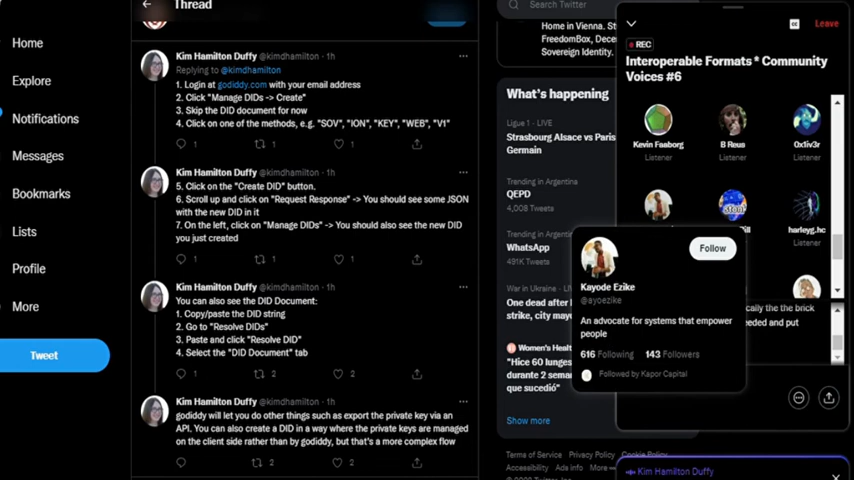 Home
Explore
Notifications
Messages
Bookmarks
Lists
Profile
More
Tweet
Thread
Kim Hamilton Duffy @kimdhamilton · 1h
Replying to @kimdhamilton
1. Login at godiddy.com with your email address
2. Click "Manage DIDs -> Create"
3. Skip the DID document for now
4. Click on one of the methods, e.g. "SOV", "ION", "KEY", "WEB", "V1"
1 1 1
Kim Hamilton Duffy @kimdhamilton · 1h
5. Click on the "Create DID" button.
6. Scroll up and click on "Request Response" -> You should see some JSON
with the new DID in it
7. On the left, click on "Manage DIDs" -> You should also see the new DID
you just created
1 1 1
Kim Hamilton Duffy @kimdhamilton · 1h
You can also see the DID Document:
1. Copy/paste the DID string
2. Go to "Resolve DIDs"
3. Paste and click "Resolve DID"
4. Select the "DID Document" tab
1 2 2
Kim Hamilton Duffy @kimdhamilton · 1h
godiddy will let you do other things such as export the private key via an
API. You can also create a DID in a way where the private keys are managed
on the client side rather than by godiddy, but that's a more complex flow
2 2
Search Twitter
Home in Vienna. St
FreedomBox, Dece
Sovereign Identity,
What's happening
Ligue 1 · LIVE
Strasbourg Alsace vs Paris
Germain
Trending in Argentina
QEPD
4,008 Tweets
Trending in Argentina
WhatsApp
491K Tweets
War in Ukraine · LIVE
One dead after
strike, city mayo
Women's Health
"Hice 60 lunges
durante 2 sema
que sucedió"
Show more
Terms of Service Privacy Policy Cookie Policy
Accessibility Ads info More
Leave
REC
Interoperable Formats * Community
Voices #6
Kevin Faaborg
Listener
B Reus
Listener
0x1iv3r
Listener
harleyg.hc
Listener
Follow
Kayode Ezike
@ayoezike
An advocate for systems that empower
people
616 Following 143 Followers
Followed by Kapor Capital
cally the the brick
eeded and put
Kim Hamilton Duffy